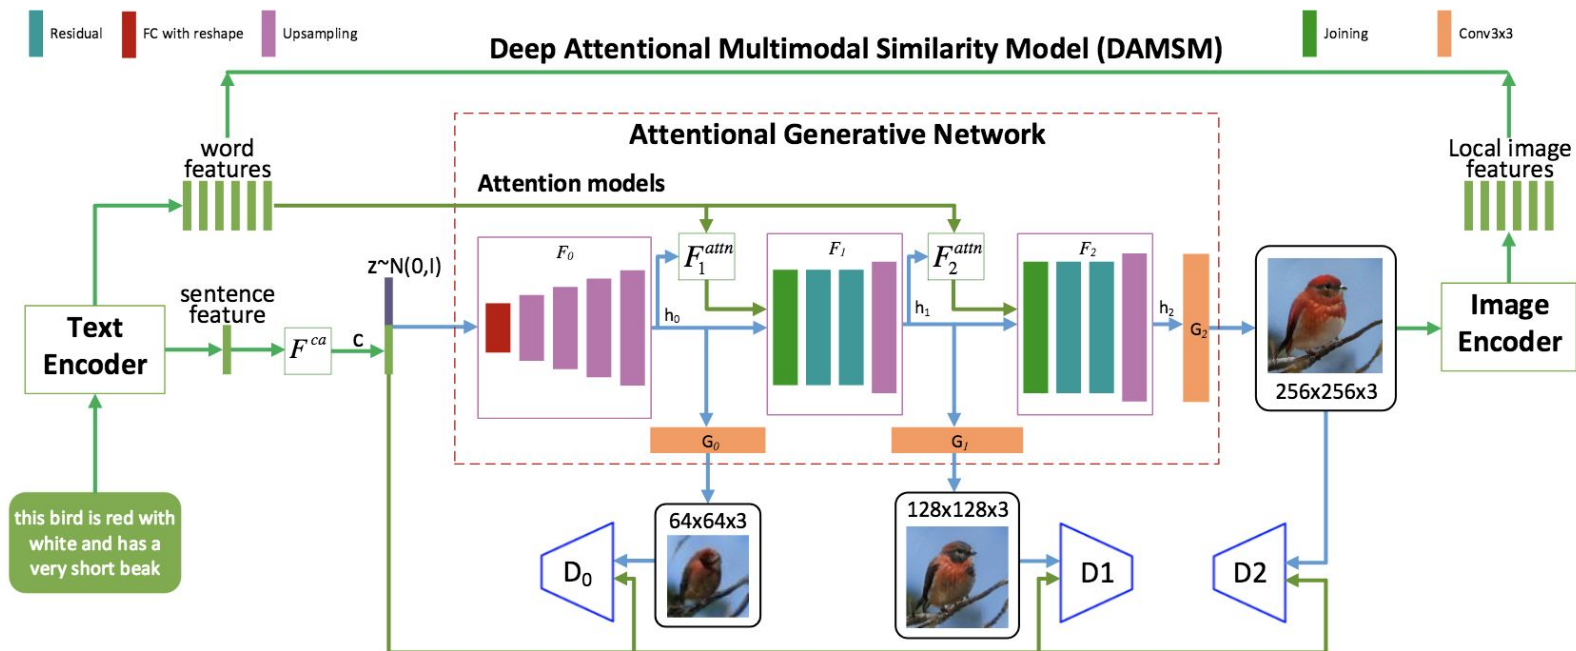 Residual
FC with reshape
Upsampling
Joining
Conv3x3
Deep Attentional Multimodal Similarity Model (DAMSM)
Attentional Generative Network
word
features
Local image
features
Attention models
z~N(0,I)
F₀
F₁ᵃᵗᵗⁿ
F₁
F₂ᵃᵗᵗⁿ
F₂
sentence
feature
Text
Encoder
Fᶜᵃ
c
h₀
h₁
h₂
G₂
256x256x3
Image
Encoder
G₀
G₁
this bird is red with
white and has a
very short beak
64x64x3
128x128x3
D₀
D1
D2